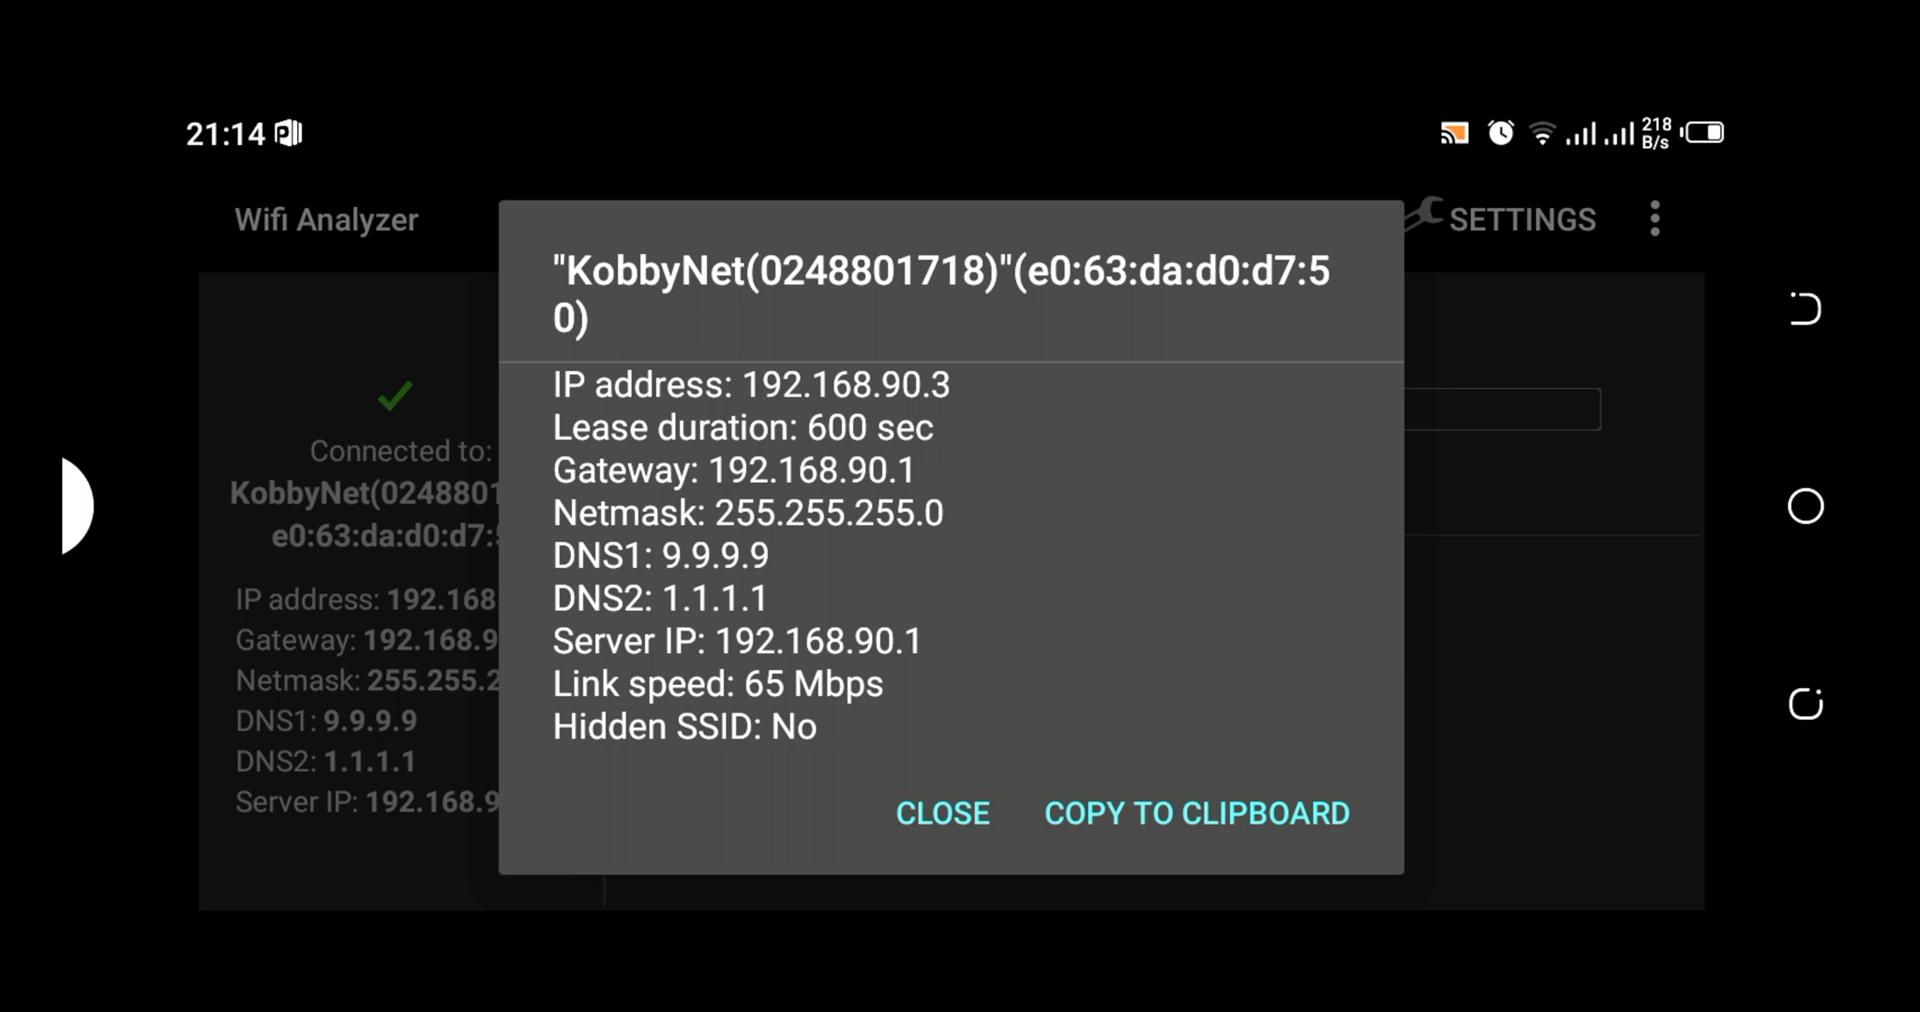 21:14
218
B/s
Wifi Analyzer
SETTINGS
"KobbyNet(0248801718)"(e0:63:da:d0:d7:5
0)
IP address: 192.168.90.3
Lease duration: 600 sec
Gateway: 192.168.90.1
Netmask: 255.255.255.0
DNS1: 9.9.9.9
DNS2: 1.1.1.1
Server IP: 192.168.90.1
Link speed: 65 Mbps
Hidden SSID: No
CLOSE COPY TO CLIPBOARD
Connected to:
KobbyNet(024880
e0:63:da:d0:d7:
IP address: 192.168.
Gateway: 192.168.9
Netmask: 255.255.2
DNS1: 9.9.9.9
DNS2: 1.1.1.1
Server IP: 192.168.9